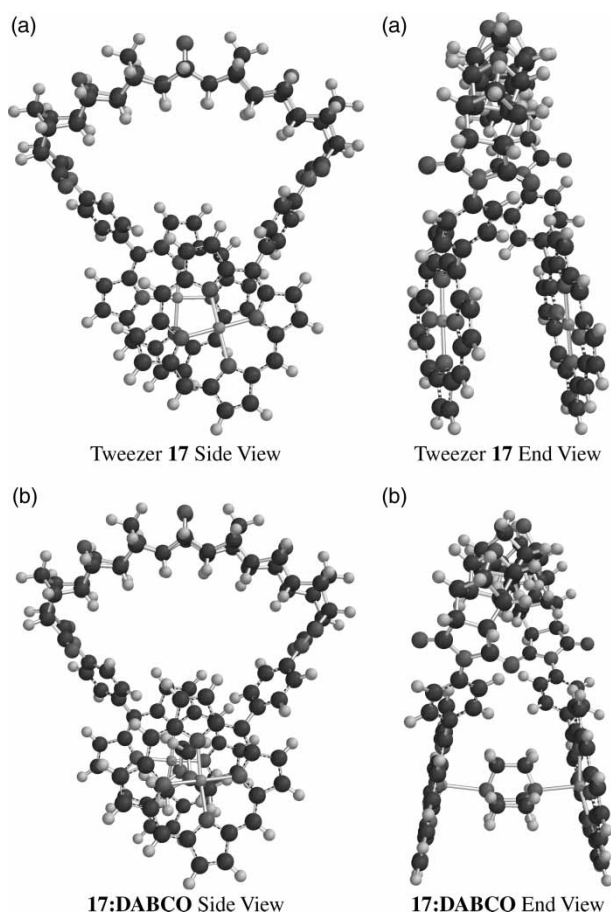 (a)
(a)
Tweezer 17 Side View
Tweezer 17 End View
(b)
(b)
17:DABCO Side View
17:DABCO End View